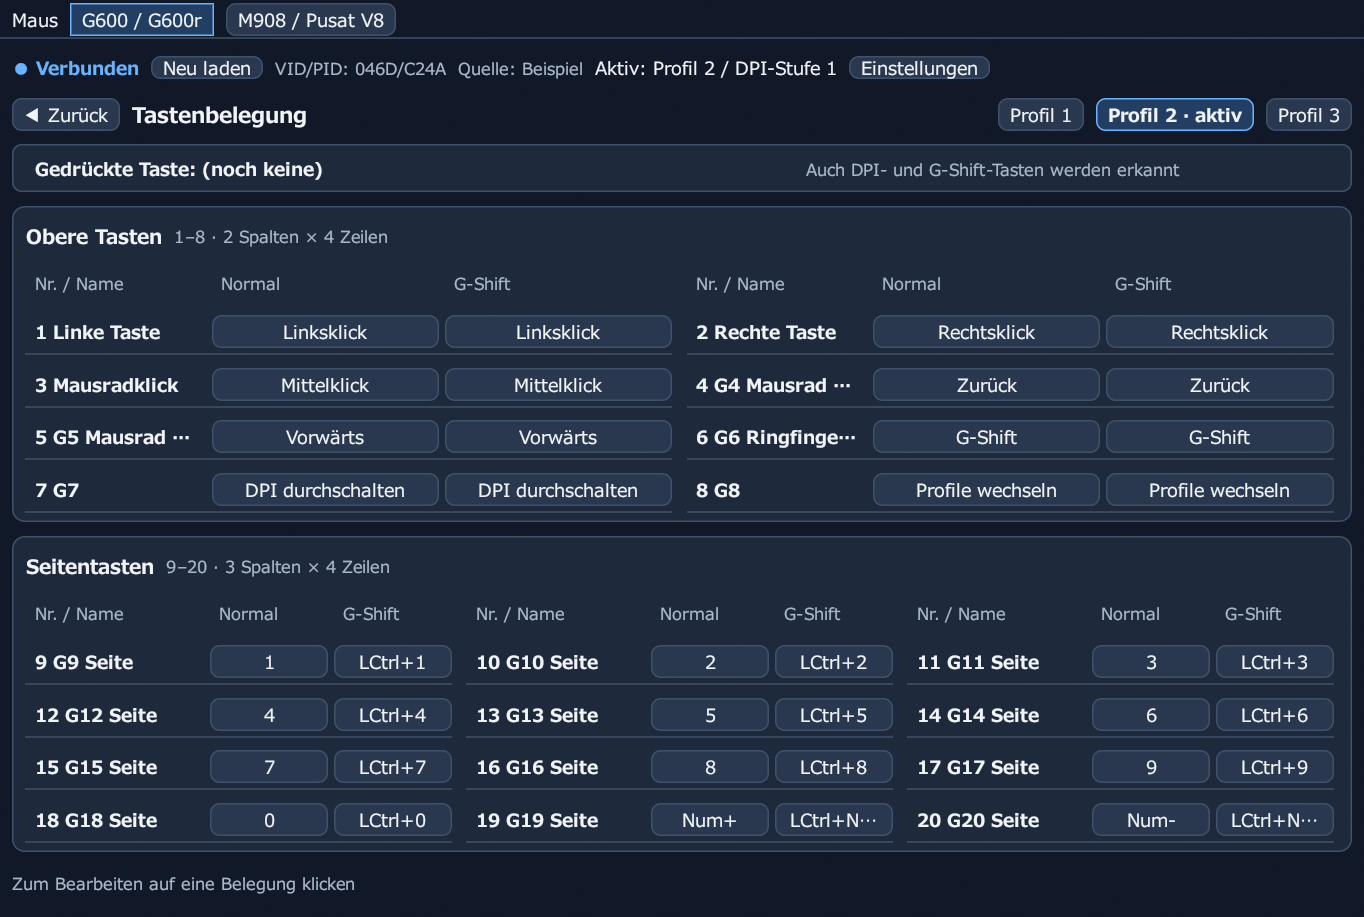 Maus G600 / G600r M908 / Pusat V8
● Verbunden Neu laden VID/PID: 046D/C24A Quelle: Beispiel Aktiv: Profil 2 / DPI-Stufe 1 Einstellungen
◀ Zurück Tastenbelegung Profil 1 Profil 2 · aktiv Profil 3
Gedrückte Taste: (noch keine) Auch DPI- und G-Shift-Tasten werden erkannt
Obere Tasten 1–8 · 2 Spalten × 4 Zeilen
Nr. / Name Normal G-Shift Nr. / Name Normal G-Shift
1 Linke Taste Linksklick Linksklick 2 Rechte Taste Rechtsklick Rechtsklick
3 Mausradklick Mittelklick Mittelklick 4 G4 Mausrad ··· Zurück Zurück
5 G5 Mausrad ··· Vorwärts Vorwärts 6 G6 Ringfinge··· G-Shift G-Shift
7 G7 DPI durchschalten DPI durchschalten 8 G8 Profile wechseln Profile wechseln
Seitentasten 9–20 · 3 Spalten × 4 Zeilen
Nr. / Name Normal G-Shift Nr. / Name Normal G-Shift Nr. / Name Normal G-Shift
9 G9 Seite 1 LCtrl+1 10 G10 Seite 2 LCtrl+2 11 G11 Seite 3 LCtrl+3
12 G12 Seite 4 LCtrl+4 13 G13 Seite 5 LCtrl+5 14 G14 Seite 6 LCtrl+6
15 G15 Seite 7 LCtrl+7 16 G16 Seite 8 LCtrl+8 17 G17 Seite 9 LCtrl+9
18 G18 Seite 0 LCtrl+0 19 G19 Seite Num+ LCtrl+N··· 20 G20 Seite Num- LCtrl+N···
Zum Bearbeiten auf eine Belegung klicken